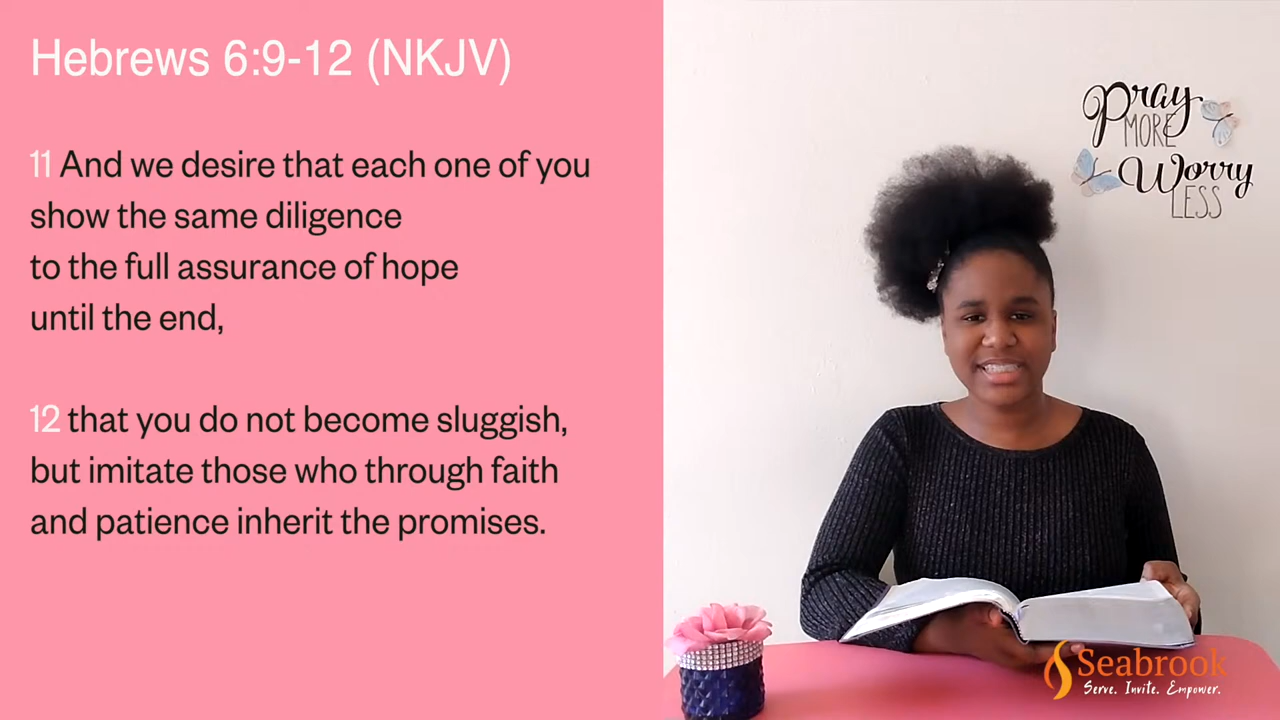 Hebrews 6:9-12 (NKJV)
11 And we desire that each one of you
show the same diligence
to the full assurance of hope
until the end,
12 that you do not become sluggish,
but imitate those who through faith
and patience inherit the promises.
Pray
MORE
Worry
LESS
Seabrook
Serve. Invite. Empower.